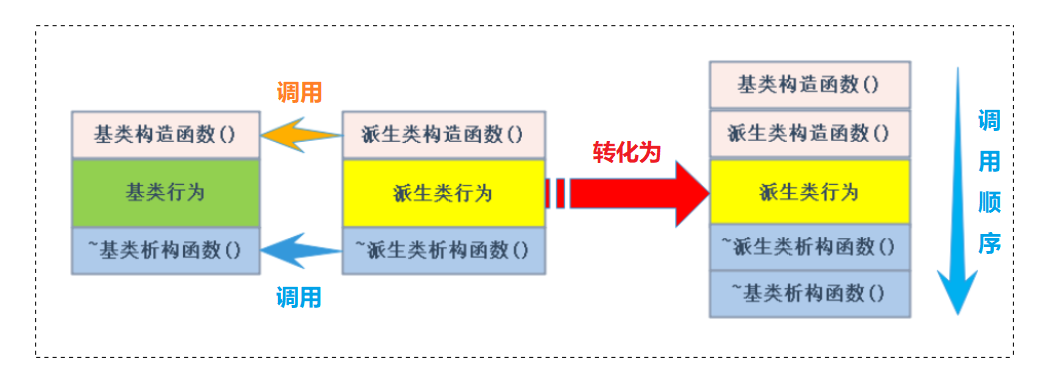 调用
基类构造函数()
派生类构造函数()
基类行为
派生类行为
~基类析构函数()
~派生类析构函数()
调用
转化为
基类构造函数()
派生类构造函数()
派生类行为
~派生类析构函数()
~基类析构函数()
调用顺序